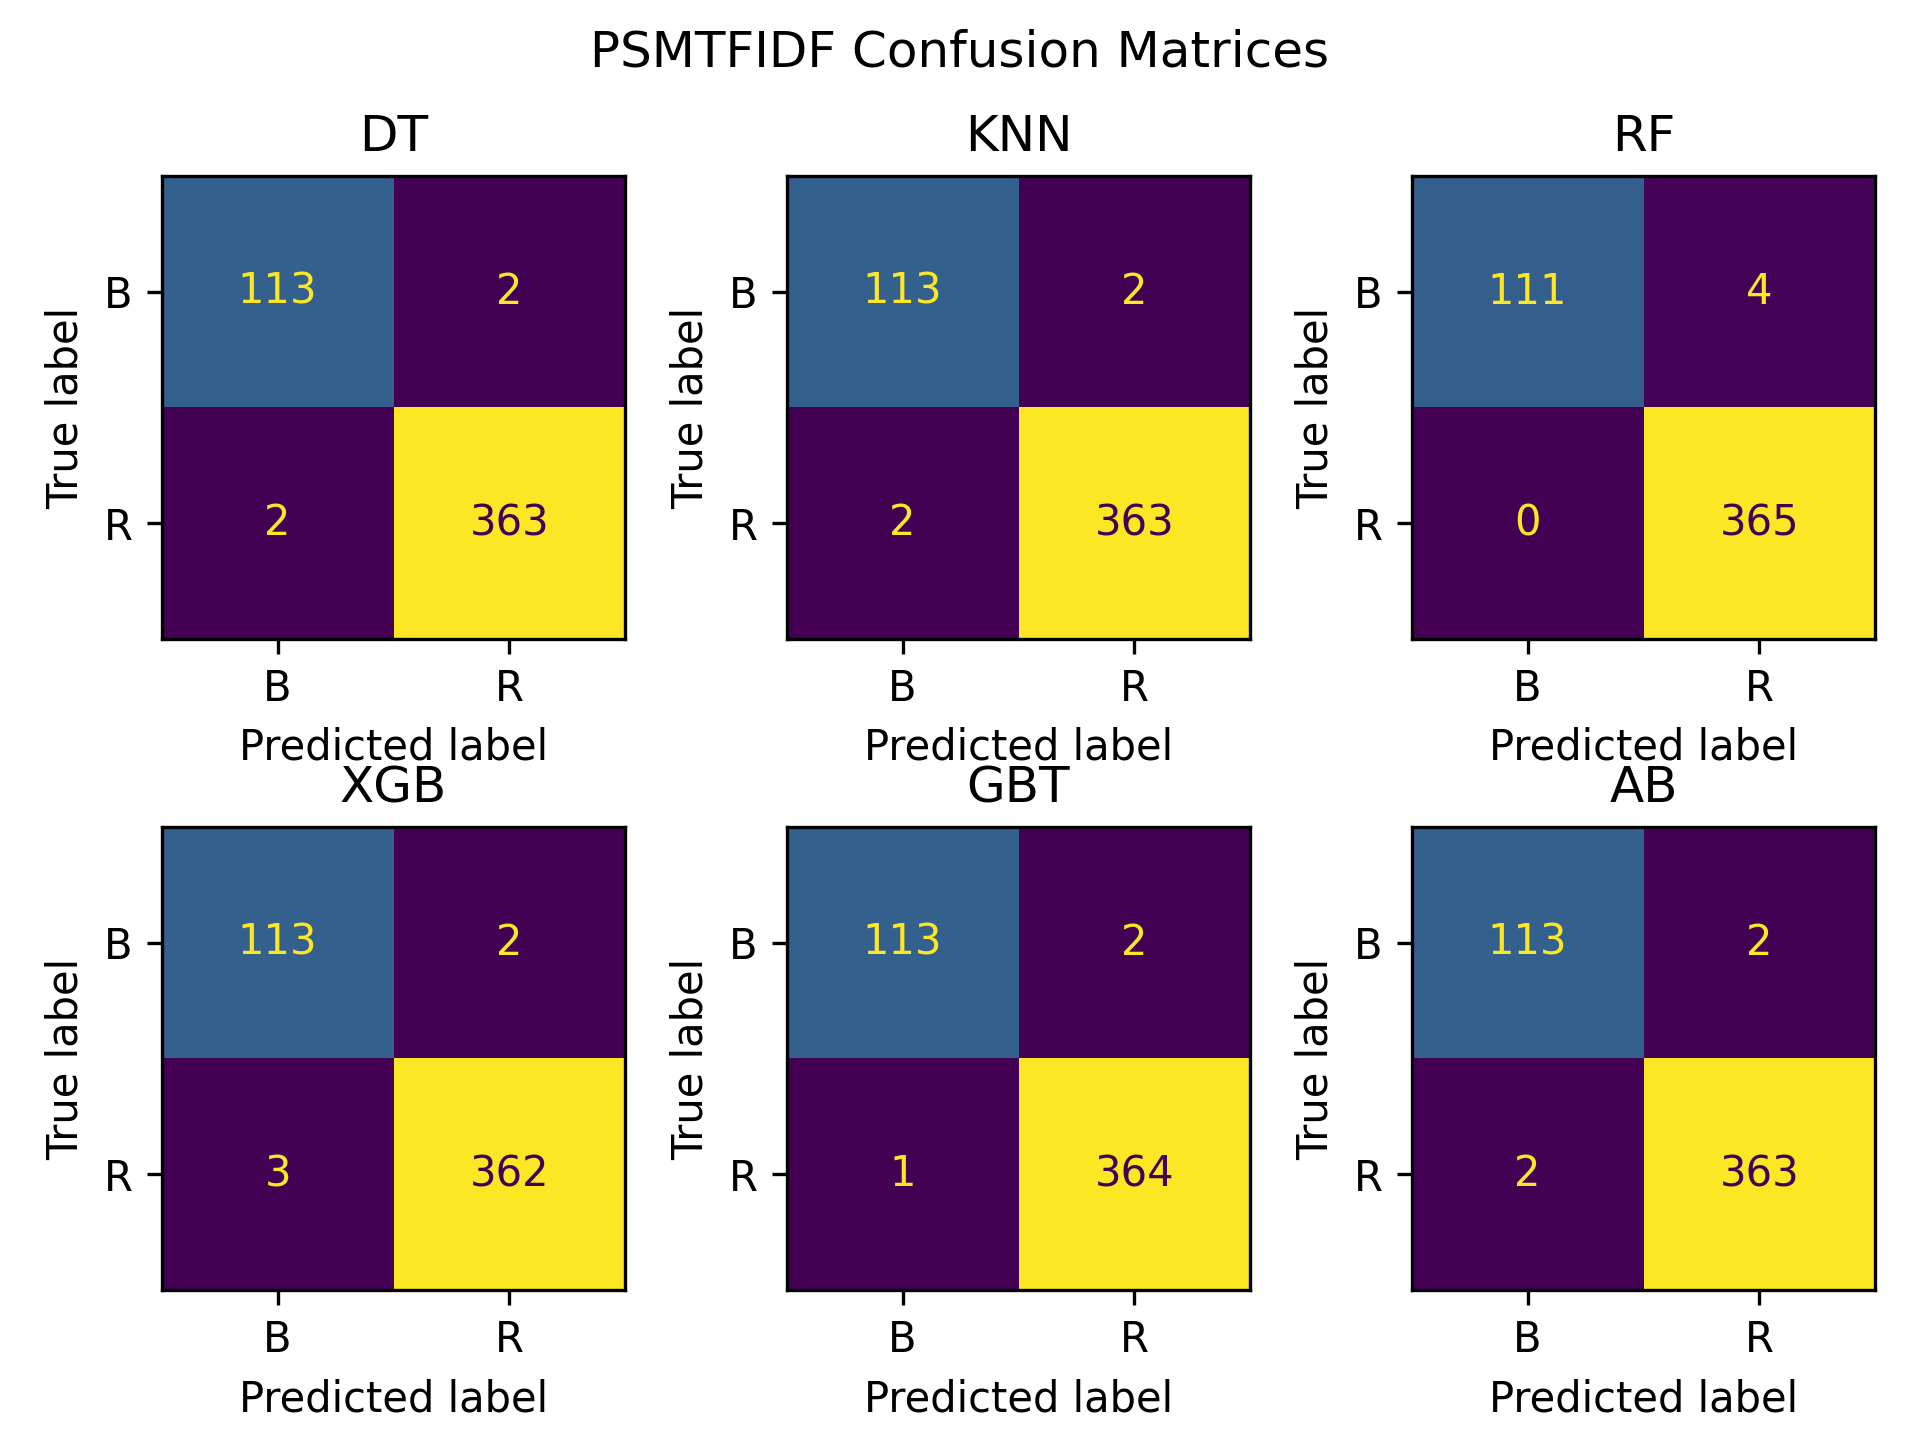 PSMTFIDF Confusion Matrices
DT
KNN
RF
True label
B
113
2
R
2
363
B
R
Predicted label
True label
B
113
2
R
2
363
B
R
Predicted label
True label
B
111
4
R
0
365
B
R
Predicted label
XGB
GBT
AB
True label
B
113
2
R
3
362
B
R
Predicted label
True label
B
113
2
R
1
364
B
R
Predicted label
True label
B
113
2
R
2
363
B
R
Predicted label